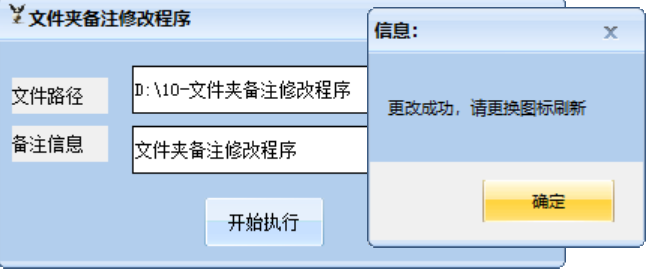 文件夹备注修改程序
文件路径
D:\10-文件夹备注修改程序
备注信息
文件夹备注修改程序
开始执行
信息：
更改成功，请更换图标刷新
确定